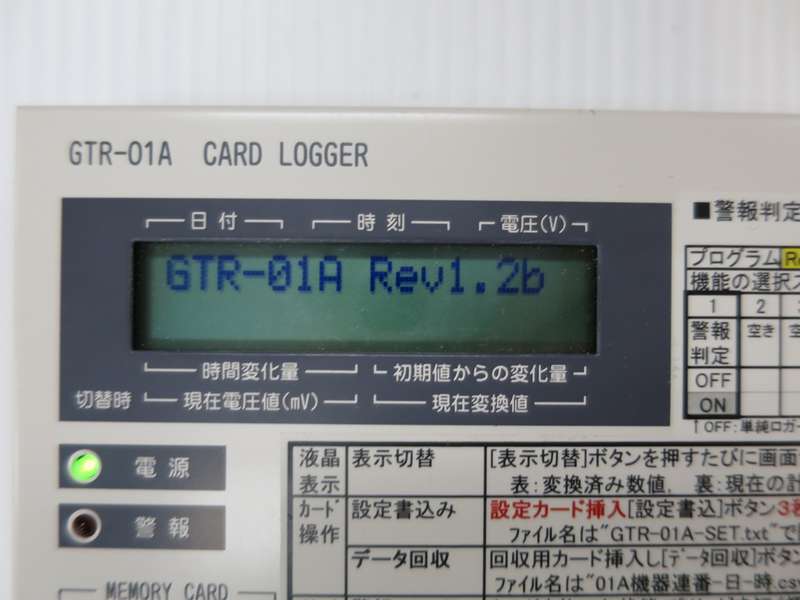 GTR-01A CARD LOGGER
日付 時刻 電圧(V)
GTR-01A Rev1.2b
時間変化量 初期値からの変化量
切替時 現在電圧値(mV) 現在変換値
電源
警報
MEMORY CARD
■警報判定
プログラム
機能の選択
1 2
警報判定 空き
OFF
ON
↑OFF:単純ロガー
液晶表示 表示切替 [表示切替]ボタンを押すたびに画面
表:変換済み数値, 裏:現在の計
カード操作 設定書込み 設定カード挿入[設定書込]ボタン3秒
ファイル名は"GTR-01A-SET.txt"で
データ回収 回収用カード挿入し[データ回収]ボタン
ファイル名は"01A機器連番-日-時.csv